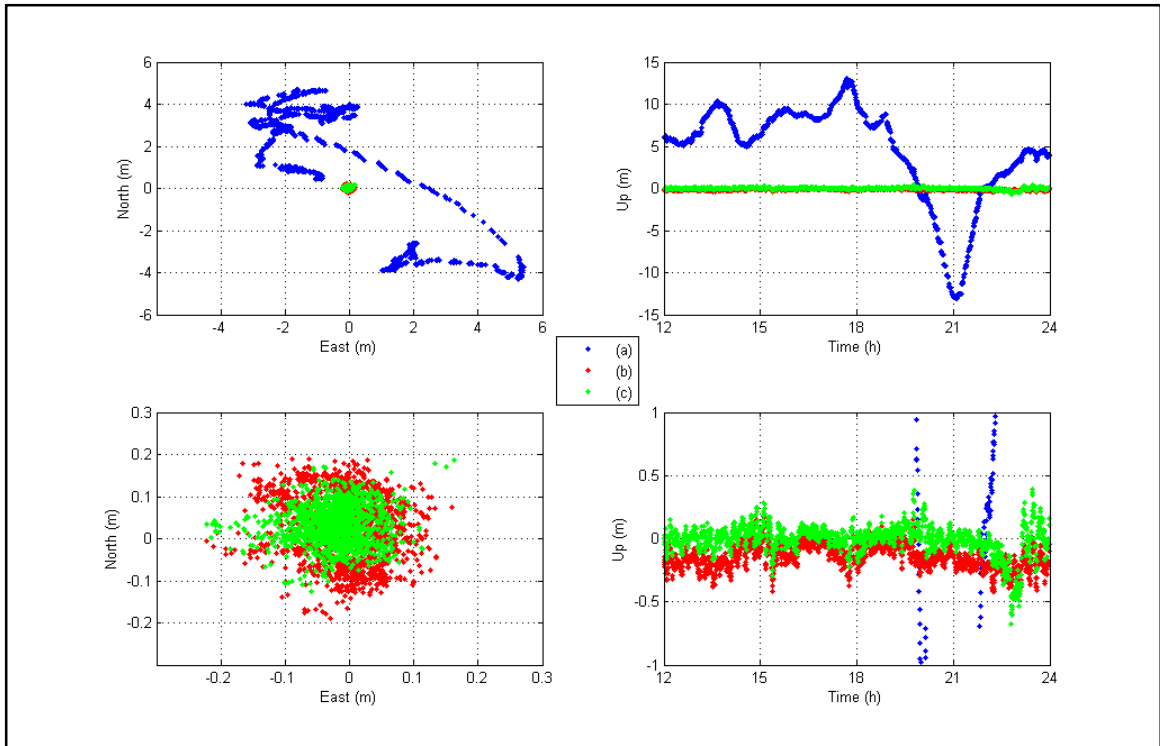 6
4
2
0
-2
-4
-6
North (m)
-4 -2 0 2 4 6
East (m)
15
10
5
0
-5
-10
-15
Up (m)
12 15 18 21 24
Time (h)
(a)
(b)
(c)
0.3
0.2
0.1
0
-0.1
-0.2
North (m)
-0.2 -0.1 0 0.1 0.2 0.3
East (m)
1
0.5
0
-0.5
-1
Up (m)
12 15 18 21 24
Time (h)